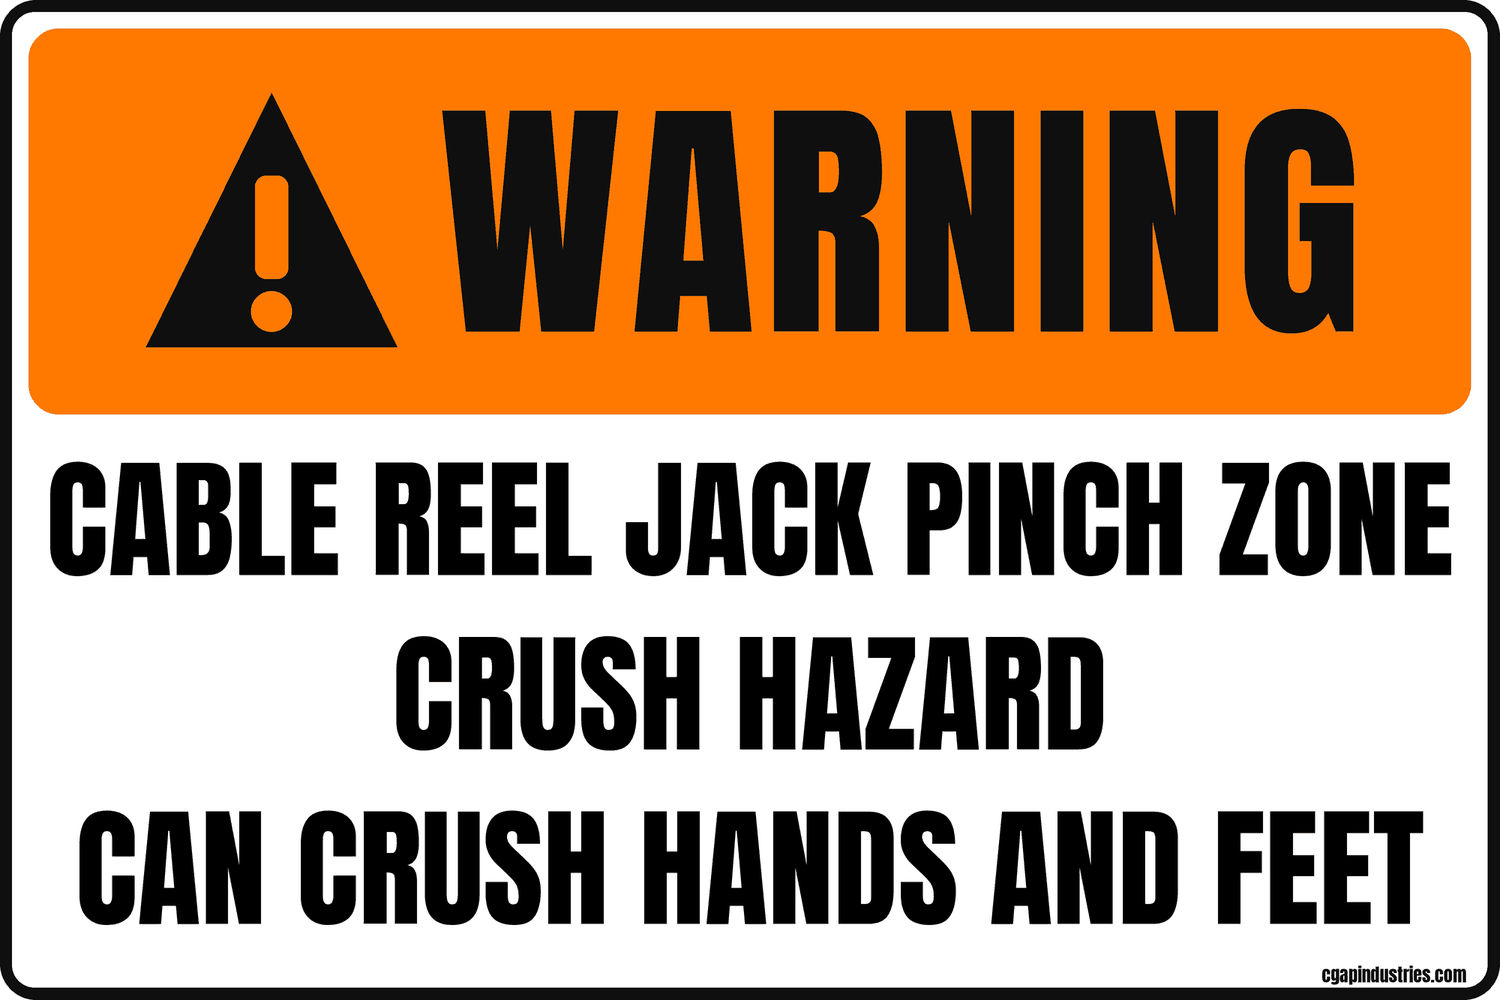 WARNING
CABLE REEL JACK PINCH ZONE
CRUSH HAZARD
CAN CRUSH HANDS AND FEET
cgapindustries.com